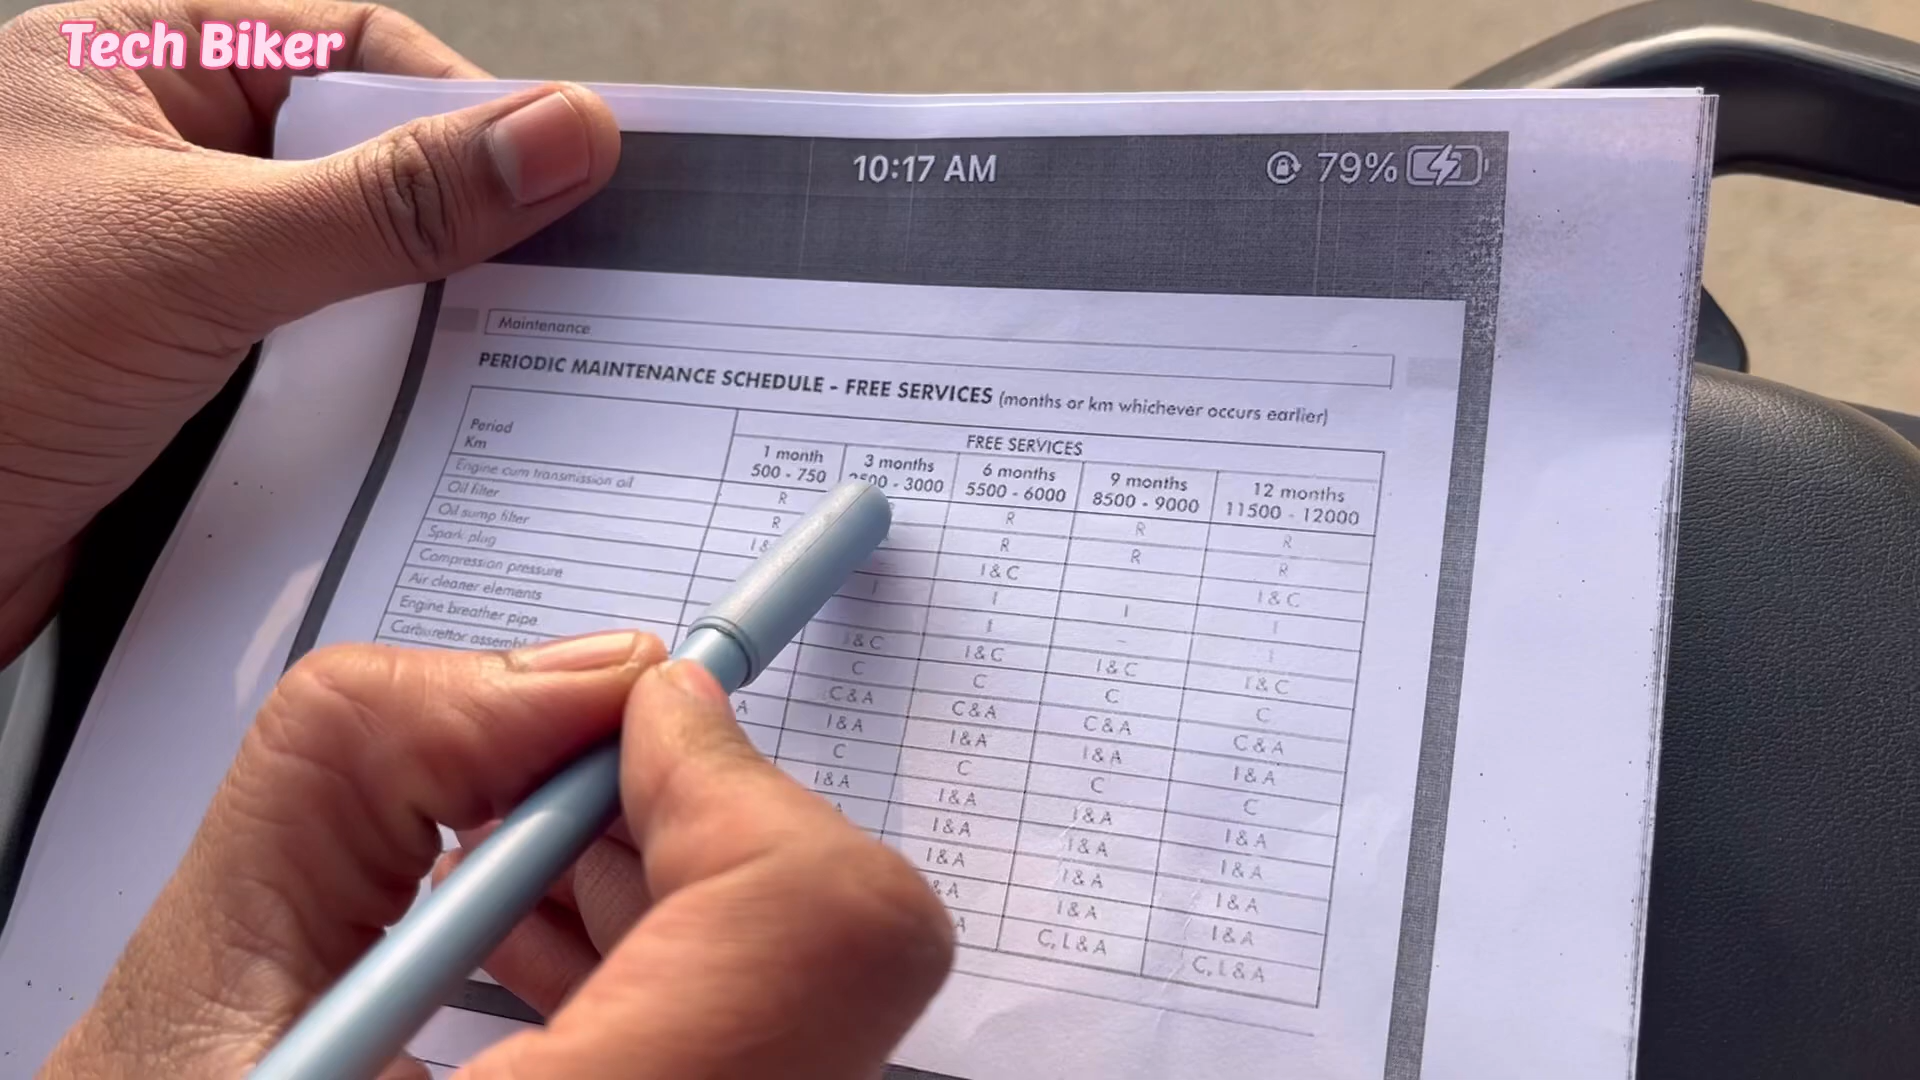 Tech Biker
10:17 AM 79%
Maintenance
PERIODIC MAINTENANCE SCHEDULE - FREE SERVICES (months or km whichever occurs earlier)
Period
Km
FREE SERVICES
1 month 3 months 6 months 9 months 12 months
500 - 750 - 3000 5500 - 6000 8500 - 9000 11500 - 12000
Engine cum transmission oil R R R R
Oil filter R R R R
Oil sump filter I & C I & C
Spark plug I I I I
Compression pressure I - I
Air cleaner elements I & C I & C I & C I & C
Engine breather pipe C C C C
Carburettor C & A C & A C & A C & A
A I & A I & A I & A I & A
C C C C
I & A I & A I & A I & A
A I & A I & A I & A
I & A I & A I & A
& A I & A I & A
A C, L & A C, L & A